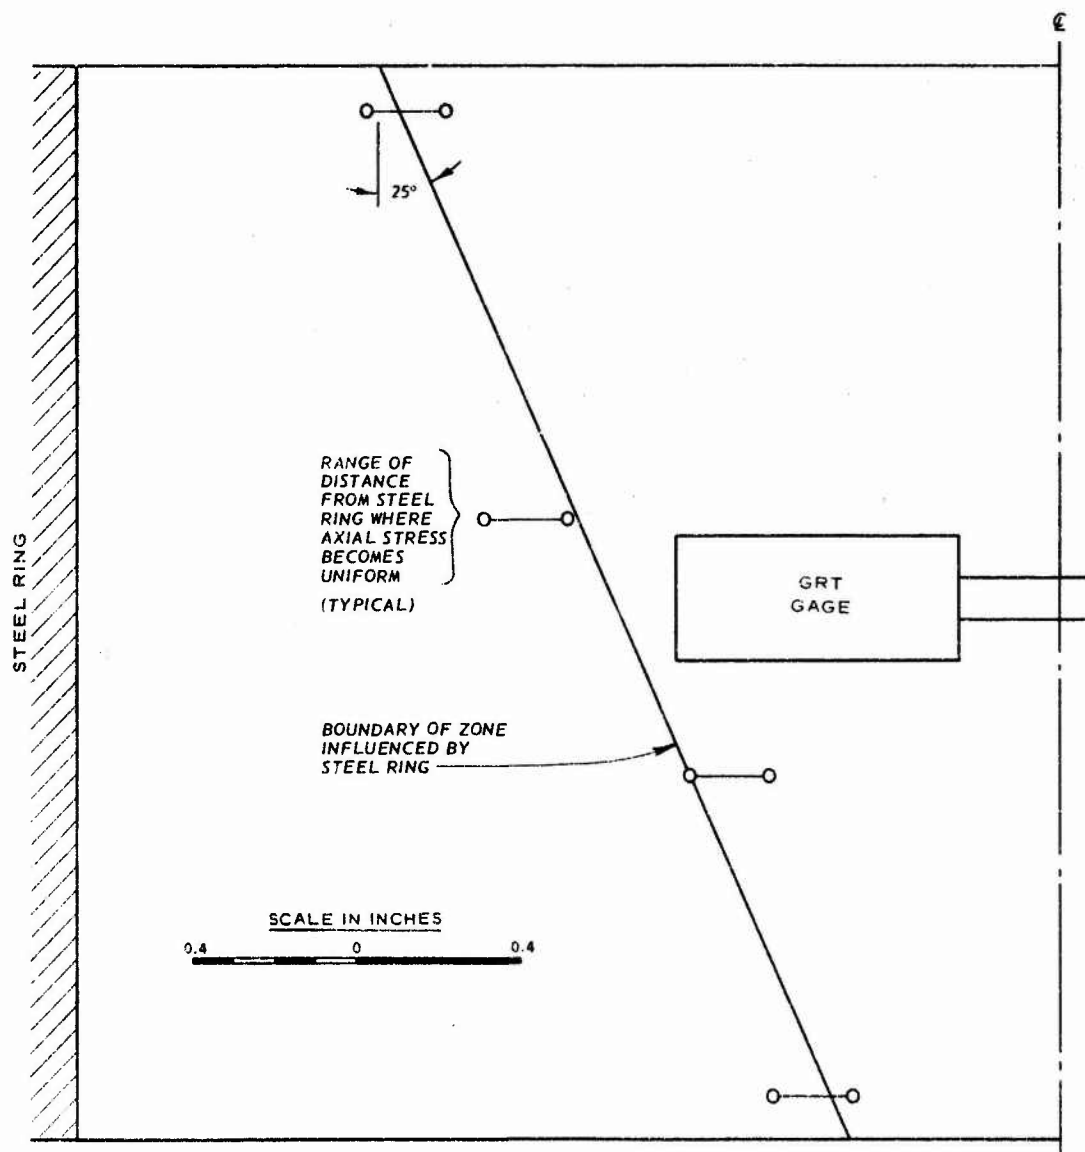 ℄
25°
RANGE OF
DISTANCE
FROM STEEL
RING WHERE
AXIAL STRESS
BECOMES
UNIFORM
(TYPICAL)
GRT
GAGE
STEEL RING
BOUNDARY OF ZONE
INFLUENCED BY
STEEL RING
SCALE IN INCHES
0.4 0 0.4